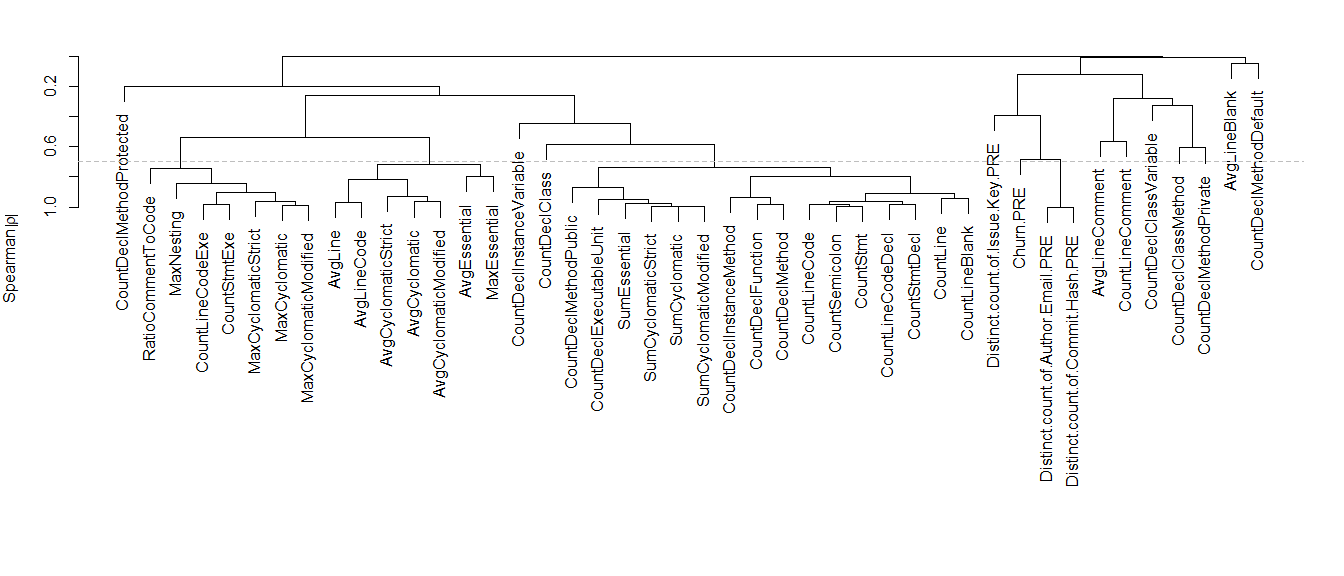 Spearman|ρ|
0.2
0.6
1.0
CountDeclMethodProtected
RatioCommentToCode
MaxNesting
CountLineCodeExe
CountStmtExe
MaxCyclomaticStrict
MaxCyclomatic
MaxCyclomaticModified
AvgLine
AvgLineCode
AvgCyclomaticStrict
AvgCyclomatic
AvgCyclomaticModified
AvgEssential
MaxEssential
CountDeclInstanceVariable
CountDeclClass
CountDeclMethodPublic
CountDeclExecutableUnit
SumEssential
SumCyclomaticStrict
SumCyclomatic
SumCyclomaticModified
CountDeclInstanceMethod
CountDeclFunction
CountDeclMethod
CountLineCode
CountSemicolon
CountStmt
CountLineCodeDecl
CountStmtDecl
CountLine
CountLineBlank
Distinct.count.of.Issue.Key.PRE
Churn.PRE
Distinct.count.of.Author.Email.PRE
Distinct.count.of.Commit.Hash.PRE
AvgLineComment
CountLineComment
CountDeclClassVariable
CountDeclClassMethod
CountDeclMethodPrivate
AvgLineBlank
CountDeclMethodDefault